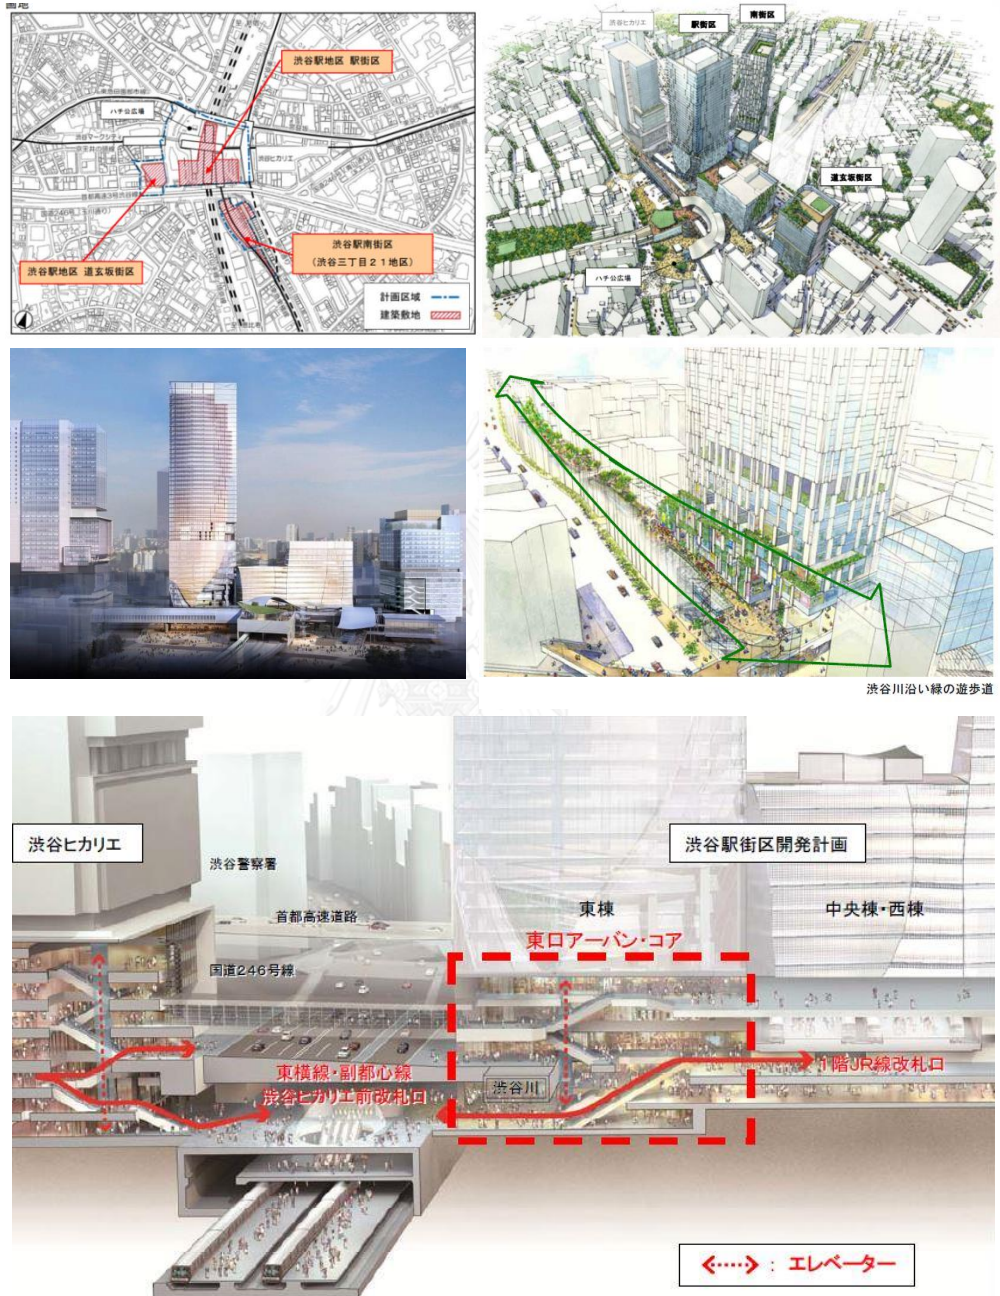 渋谷駅地区 駅街区
ハチ公広場
渋谷マークシティ
渋谷ヒカリエ
渋谷駅地区 道玄坂街区
渋谷駅南街区
(渋谷三丁目21地区)
計画区域
建築敷地
渋谷ヒカリエ
駅街区
南街区
道玄坂街区
ハチ公広場
渋谷川沿い緑の遊歩道
渋谷ヒカリエ
渋谷警察署
首都高速道路
国道246号線
渋谷駅街区開発計画
東棟
中央棟・西棟
東口アーバン・コア
東横線・副都心線
渋谷ヒカリエ前改札口
渋谷川
1階JR線改札口
：エレベーター